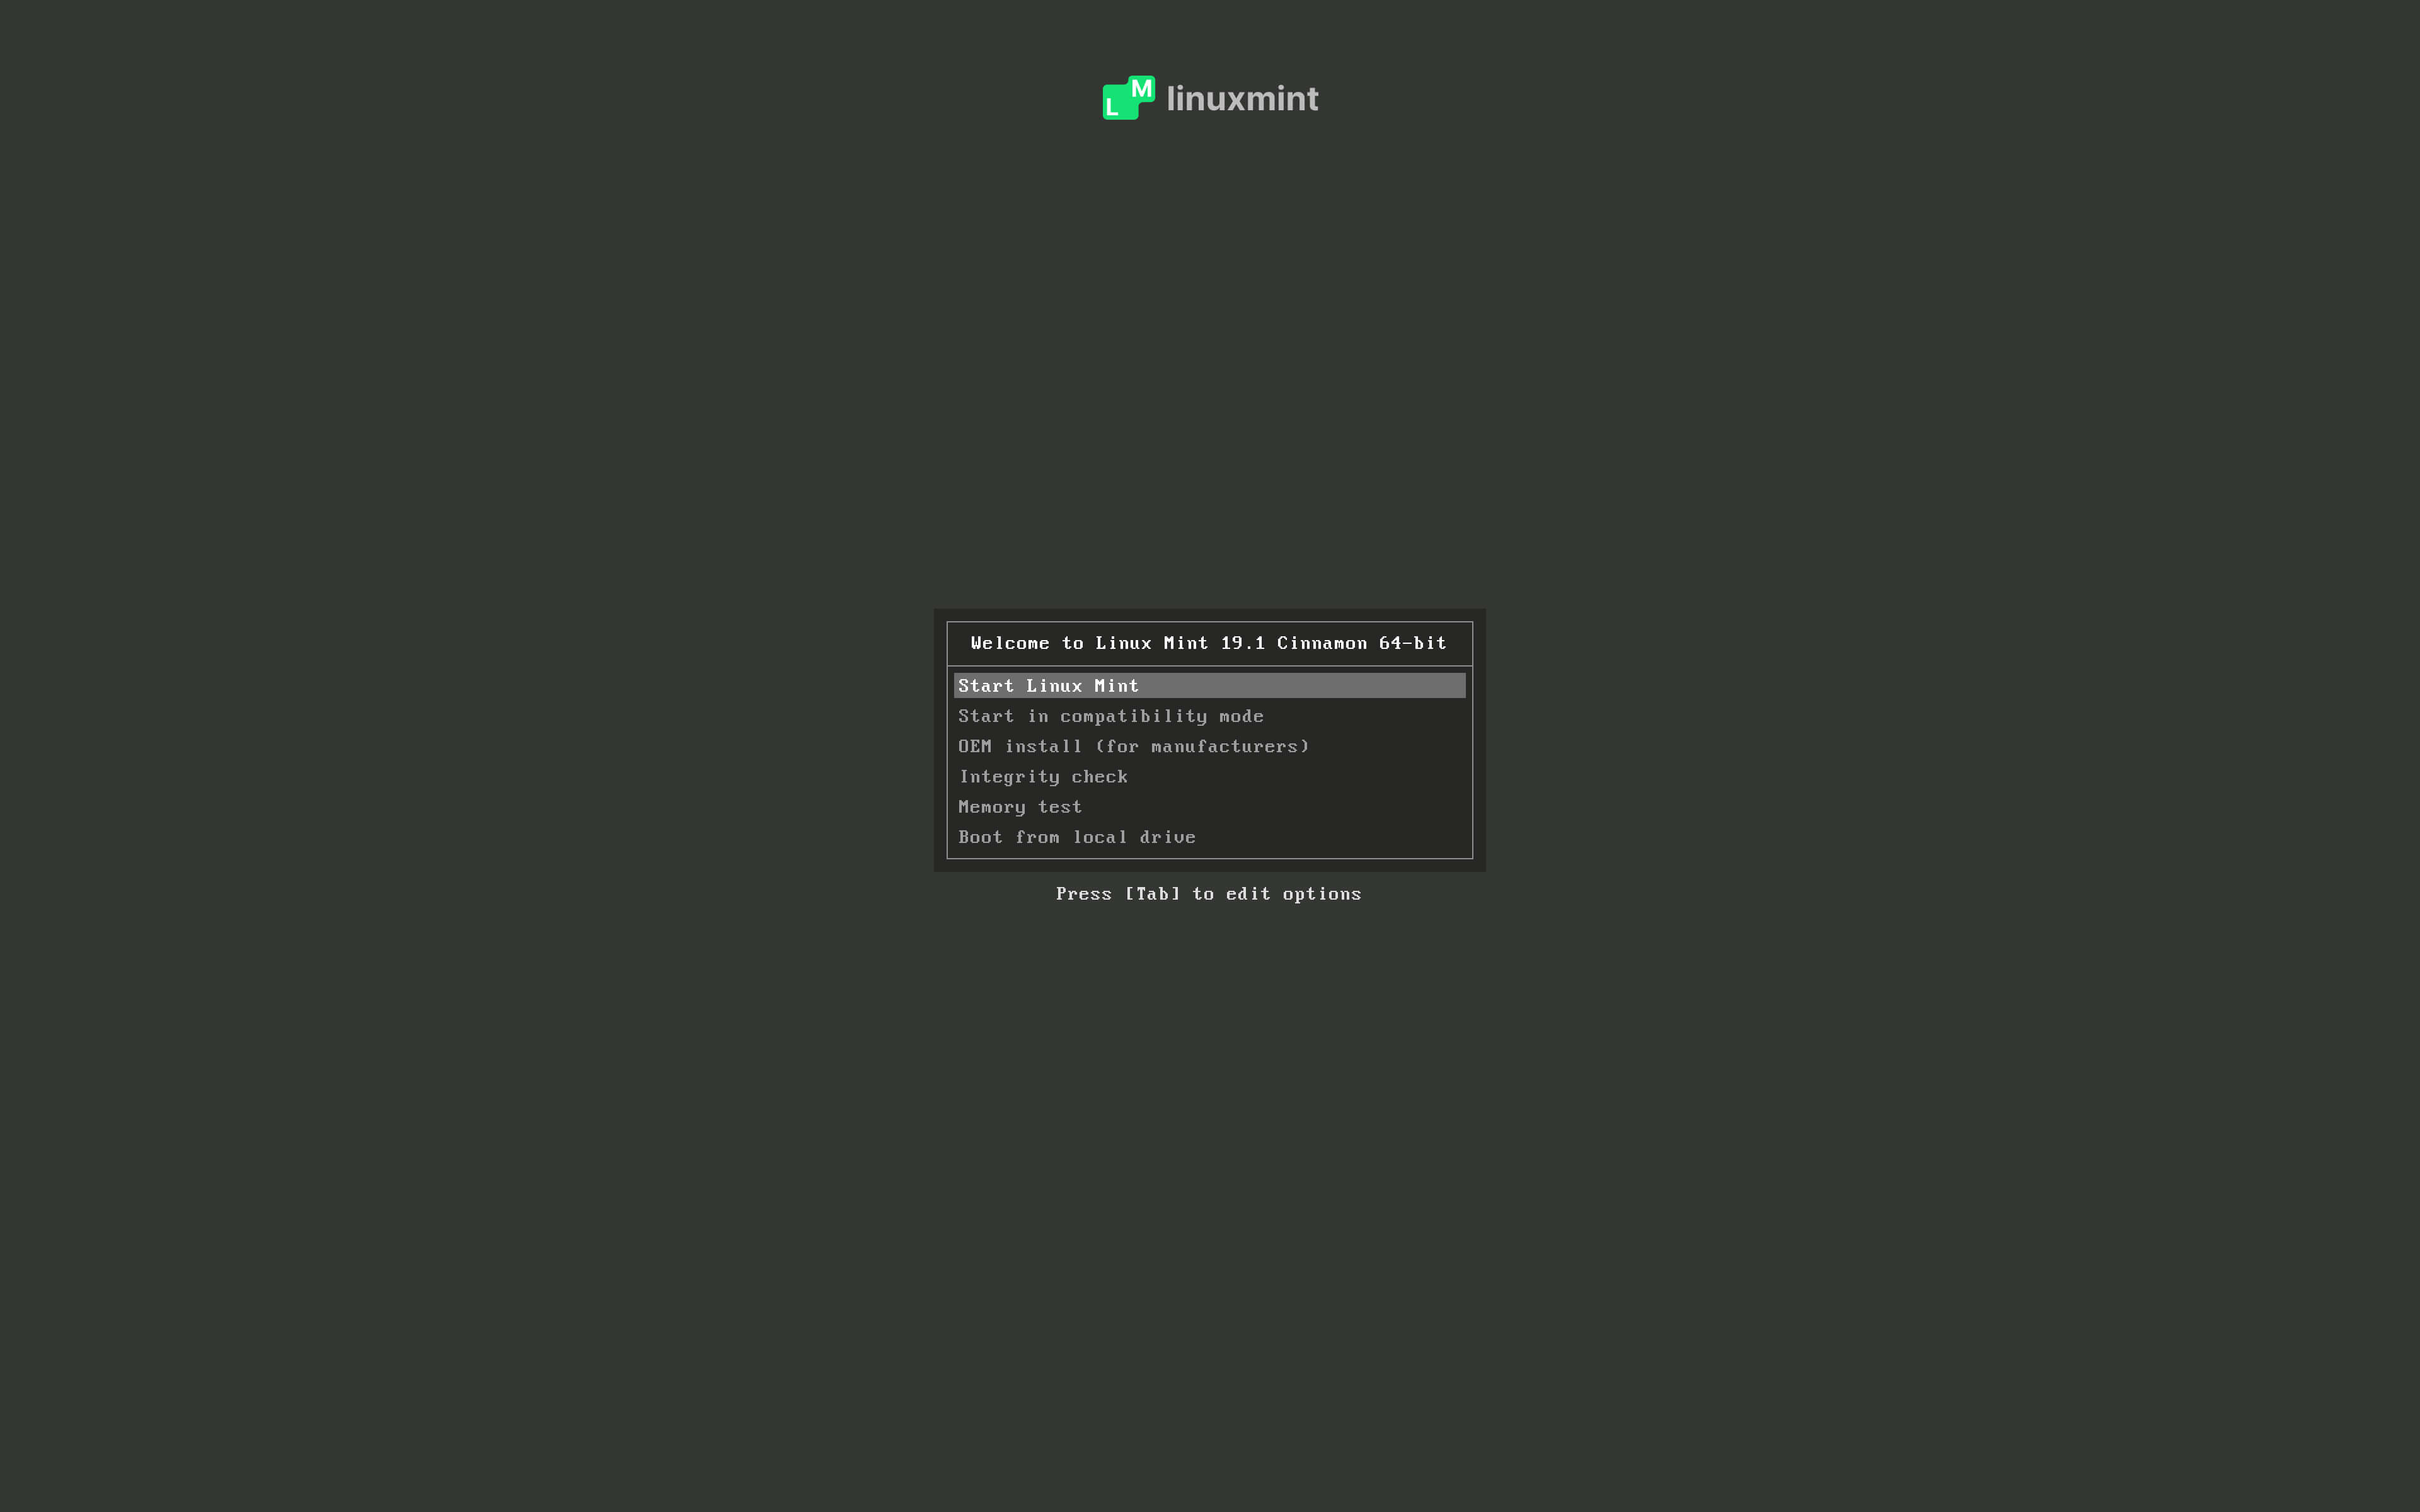 LM linuxmint
Welcome to Linux Mint 19.1 Cinnamon 64-bit
Start Linux Mint
Start in compatibility mode
OEM install (for manufacturers)
Integrity check
Memory test
Boot from local drive
Press [Tab] to edit options